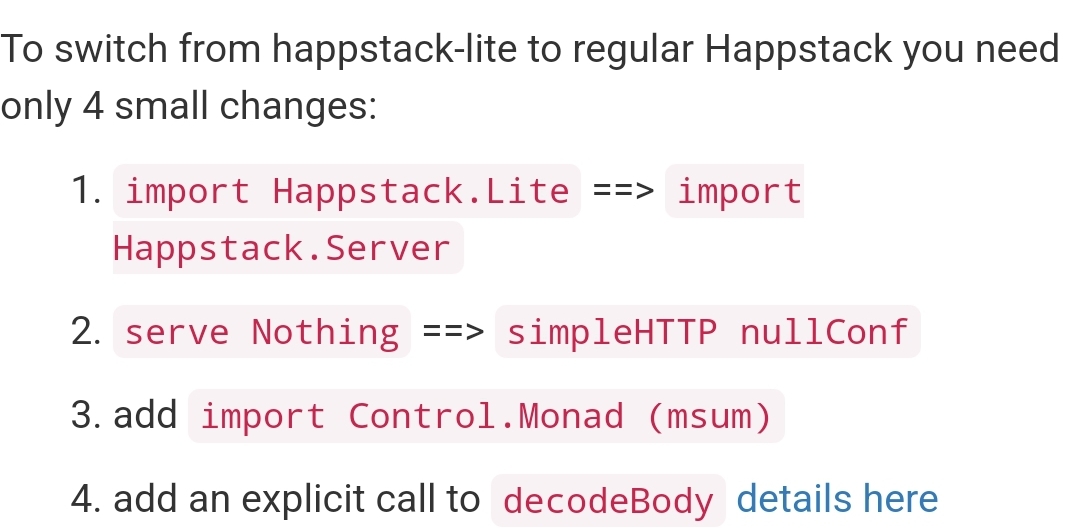 To switch from happstack-lite to regular Happstack you need
only 4 small changes:
1. import Happstack.Lite ==> import
Happstack.Server
2. serve Nothing ==> simpleHTTP nullConf
3. add import Control.Monad (msum)
4. add an explicit call to decodeBody details here